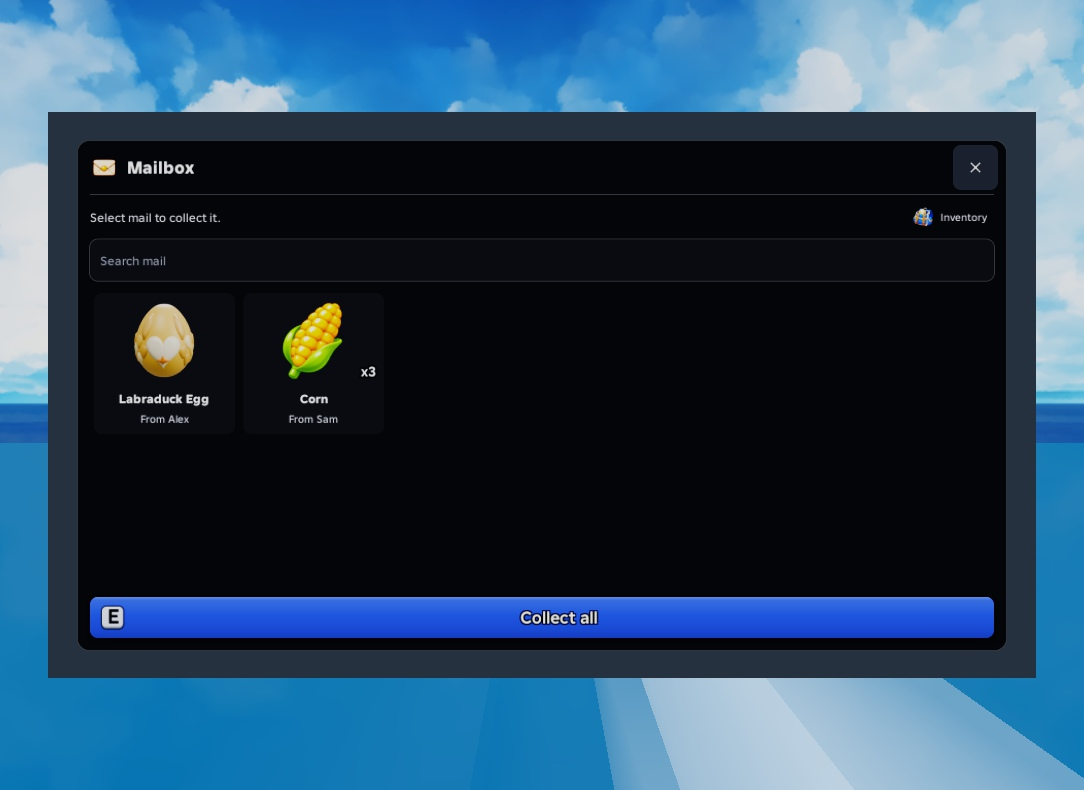 Mailbox
Select mail to collect it.
Inventory
Search mail
x3
Labraduck Egg
Corn
From Alex
From Sam
E
Collect all